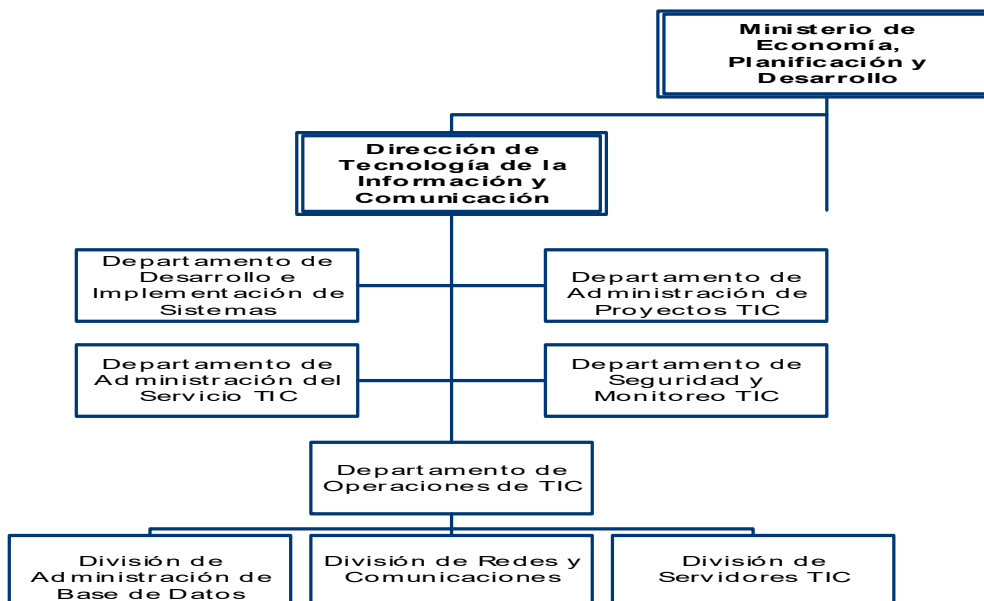 Ministerio de
Economía,
Planificación y
Desarrollo
Dirección de
Tecnología de la
Información y
Comunicación
Departamento de
Desarrollo e
Implementación de
Sistemas
Departamento de
Administración de
Proyectos TIC
Departamento de
Administración del
Servicio TIC
Departamento de
Seguridad y
Monitoreo TIC
Departamento de
Operaciones de TIC
División de
Administración de
Base de Datos
División de Redes y
Comunicaciones
División de
Servidores TIC